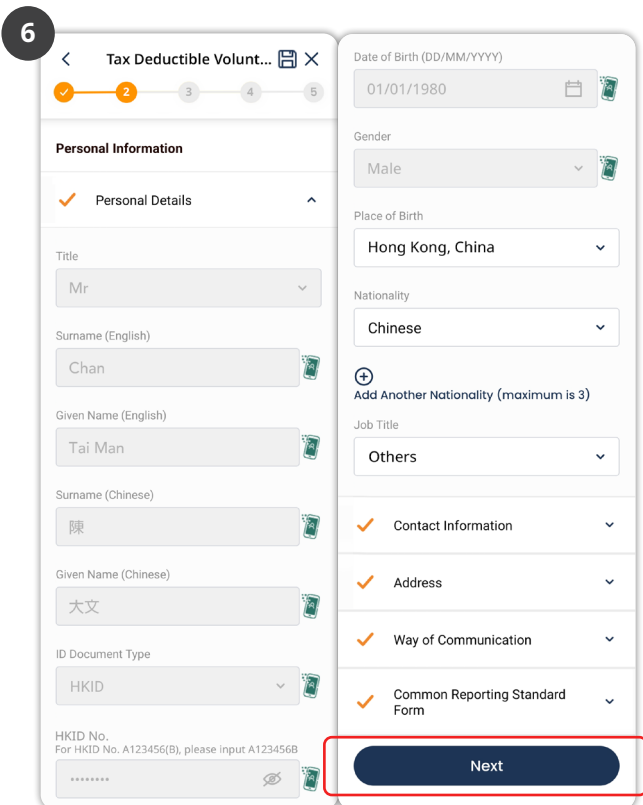 6
Tax Deductible Volunt...
2
3
4
5
Personal Information
Personal Details
Title
Mr
Surname (English)
Chan
Given Name (English)
Tai Man
Surname (Chinese)
陳
Given Name (Chinese)
大文
ID Document Type
HKID
HKID No.
For HKID No. A123456(B), please input A123456B
········
Date of Birth (DD/MM/YYYY)
01/01/1980
Gender
Male
Place of Birth
Hong Kong, China
Nationality
Chinese
Add Another Nationality (maximum is 3)
Job Title
Others
Contact Information
Address
Way of Communication
Common Reporting Standard
Form
Next